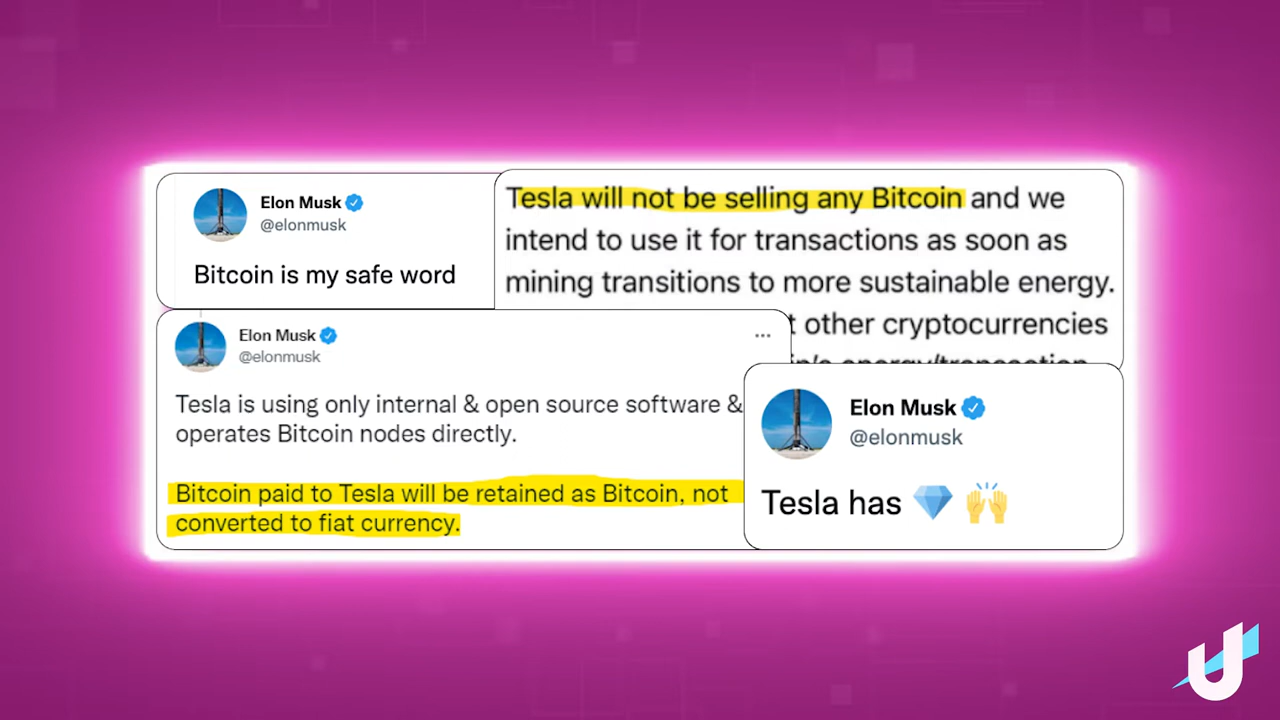 Elon Musk
@elonmusk
Bitcoin is my safe word
Tesla will not be selling any Bitcoin and we
intend to use it for transactions as soon as
mining transitions to more sustainable energy.
other cryptocurrencies
energy/transaction
Elon Musk
@elonmusk
...
Tesla is using only internal & open source software &
operates Bitcoin nodes directly.
Bitcoin paid to Tesla will be retained as Bitcoin, not
converted to fiat currency.
Elon Musk
@elonmusk
Tesla has 💎 🙌
U